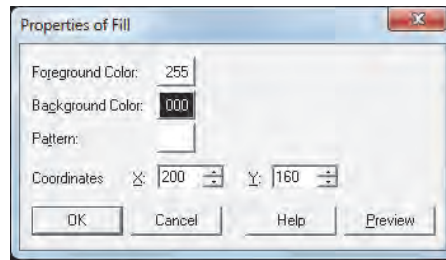 Properties of Fill
Foreground Color: 255
Background Color: 000
Pattern:
Coordinates X: 200 Y: 160
OK Cancel Help Preview